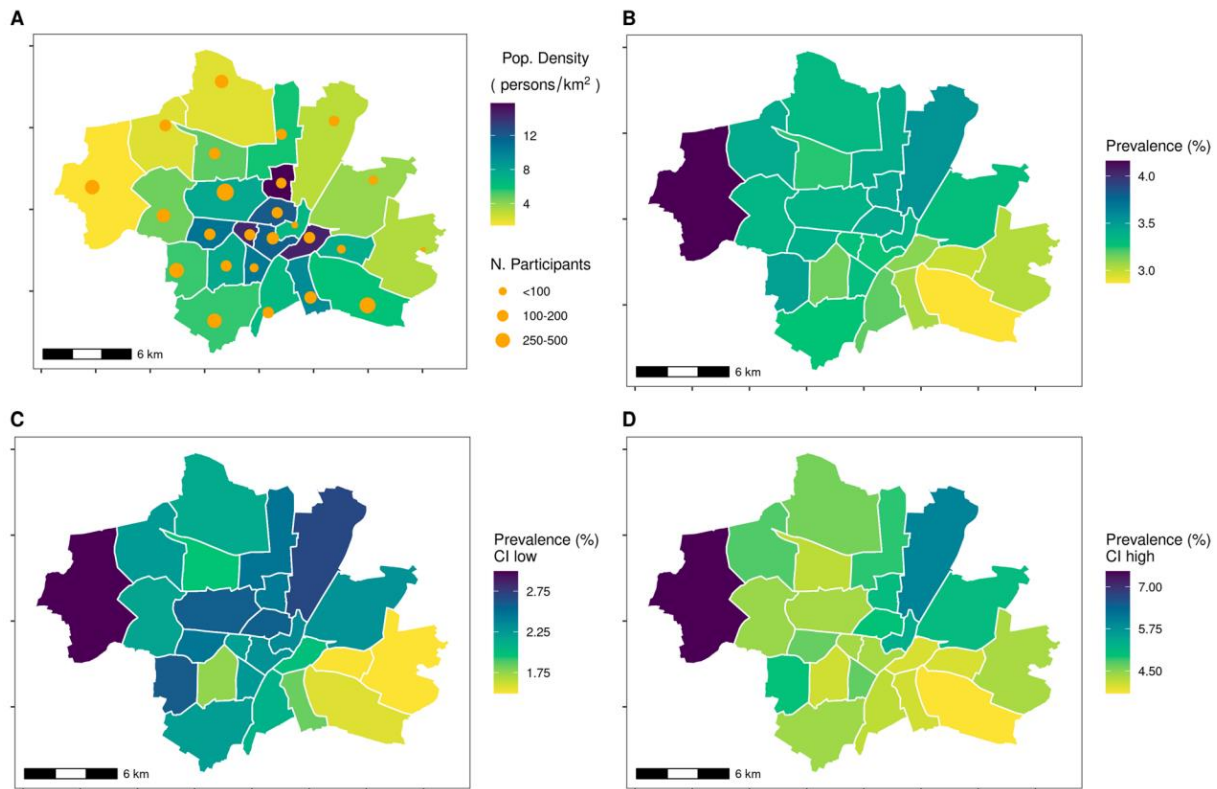 A
Pop. Density
( persons/km² )
12
8
4
N. Participants
<100
100-200
250-500
6 km
B
Prevalence (%)
4.0
3.5
3.0
6 km
C
Prevalence (%)
CI low
2.75
2.25
1.75
6 km
D
Prevalence (%)
CI high
7.00
5.75
4.50
6 km